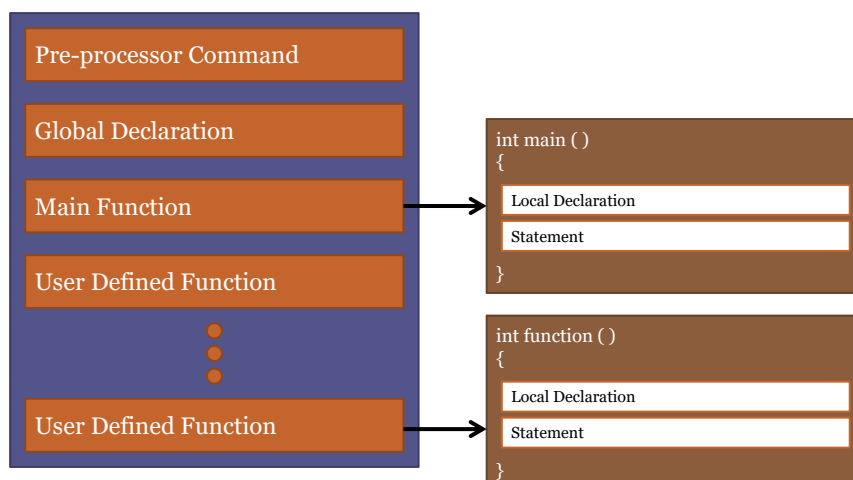 Pre-processor Command
Global Declaration
Main Function
User Defined Function
User Defined Function
int main ( )
{
Local Declaration
Statement
}
int function ( )
{
Local Declaration
Statement
}